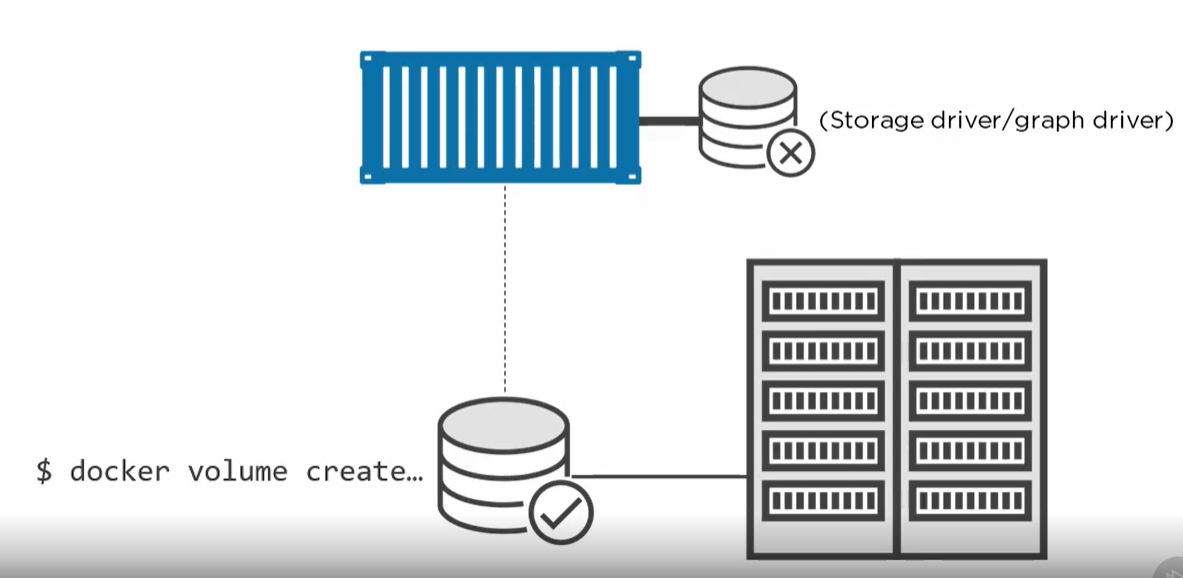 (Storage driver/graph driver)
$ docker volume create…